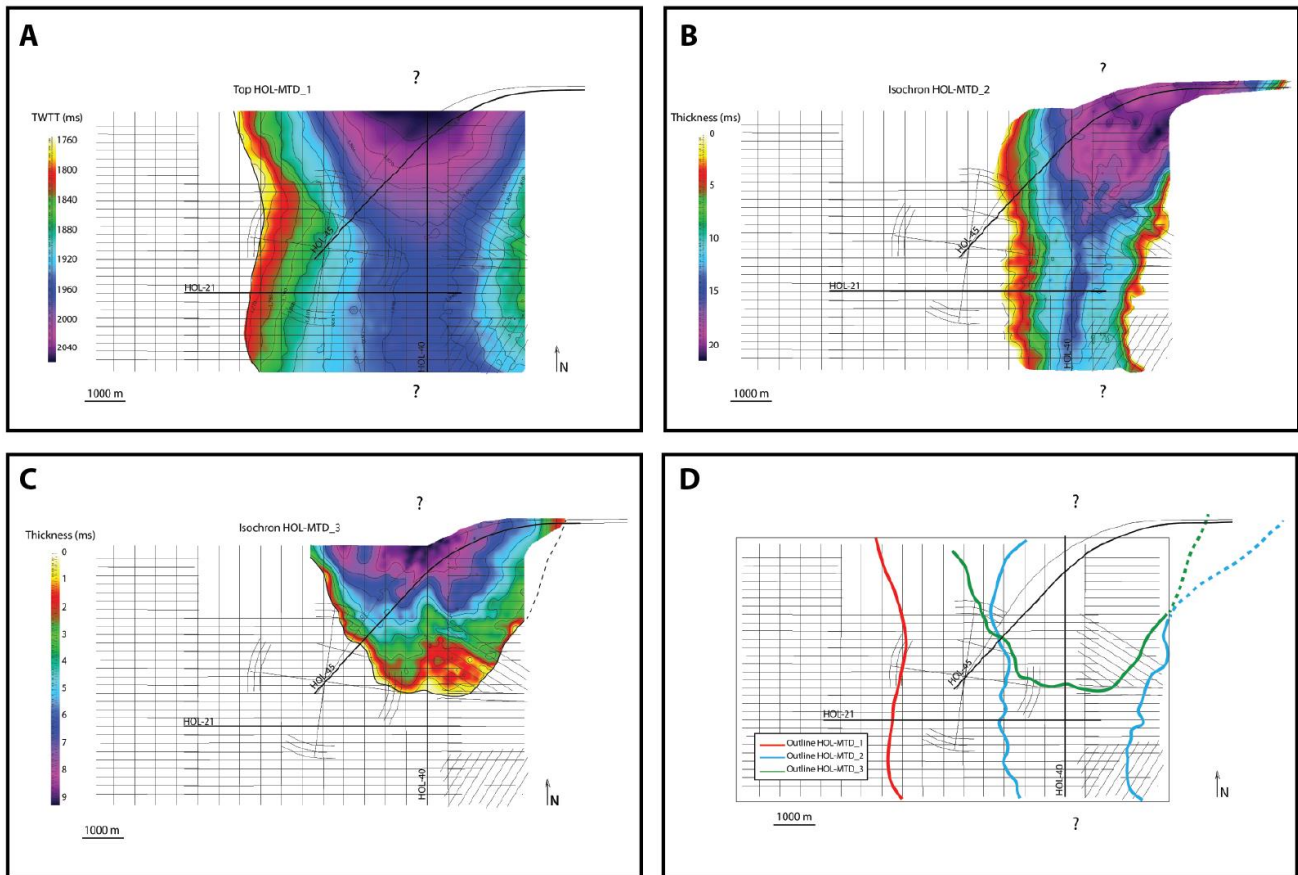 A
?
Top HOL-MTD_1
TWTT (ms)
1760
1800
1840
1880
1920
1960
2000
2040
HOL-45
HOL-21
HOL-40
?
N
1000 m
B
?
Isochron HOL-MTD_2
Thickness (ms)
0
5
10
15
20
HOL-45
HOL-21
HOL-40
?
1000 m
C
?
Thickness (ms)
Isochron HOL-MTD_3
0
1
2
3
4
5
6
7
8
9
HOL-45
HOL-21
HOL-40
N
1000 m
D
?
HOL-95
HOL-21
Outline HOL-MTD_1
Outline HOL-MTD_2
Outline HOL-MTD_3
HOL-40
N
1000 m
?